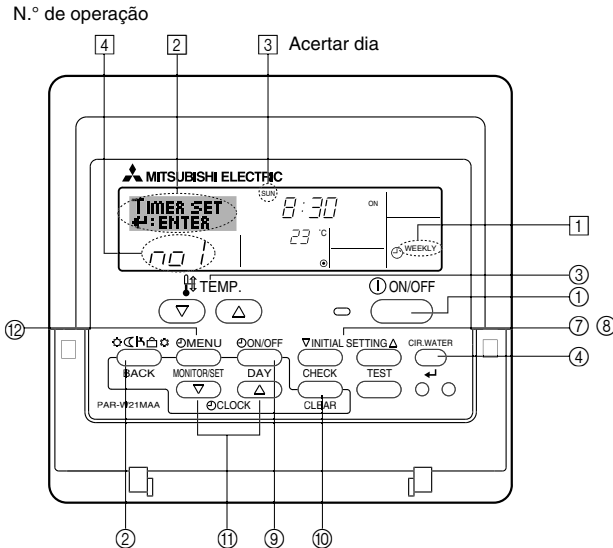 N.° de operação
4 2 3 Acertar dia
MITSUBISHI ELECTRIC
SUN
TIMER SET
↵:ENTER
8:30 ON
23 °C
WEEKLY
1
no 1
TEMP. ON/OFF
3
1
12
MENU ON/OFF ▽INITIAL SETTING△ CIR.WATER
7 8
BACK MONITOR/SET DAY CHECK TEST ↵
4
▽ △
PAR-W21MAA CLOCK CLEAR
2 11 9 10